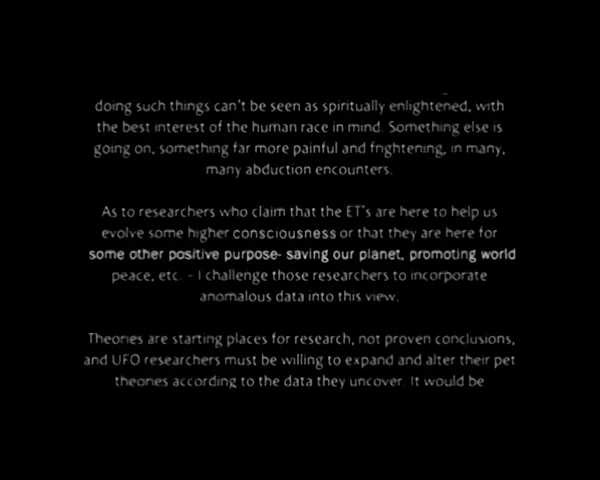 doing such things can't be seen as spiritually enlightened, with
the best interest of the human race in mind. Something else is
going on, something far more painful and frightening, in many,
many abduction encounters.
As to researchers who claim that the ET's are here to help us
evolve some higher consciousness or that they are here for
some other positive purpose- saving our planet, promoting world
peace, etc. - I challenge those researchers to incorporate
anomalous data into this view.
Theories are starting places for research, not proven conclusions,
and UFO researchers must be willing to expand and alter their pet
theories according to the data they uncover. It would be